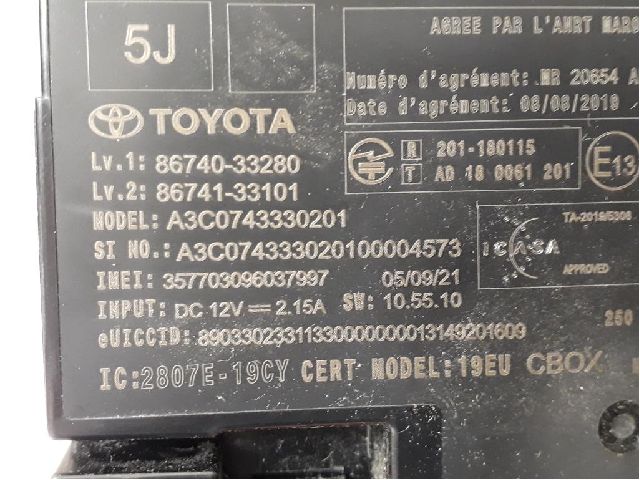 5J
AGREE PAR L'ANRT MARO
Numéro d'agrément: MR 20654 A
Date d'agrément: 08/08/2019
TOYOTA
Lv.1: 86740-33280
R 201-180115
Lv.2: 86741-33101
T AD 18 0061 201
E13
MODEL: A3C0743330201
TA-2019/5306
SI NO.: A3C074333020100004573
ICASA
APPROVED
IMEI: 357703096037997 05/09/21
INPUT: DC 12V 2.15A SW: 10.55.10
250
eUICCID: 89033023311330000000013149201609
IC:2807E-19CY CERT MODEL:19EU CBOX